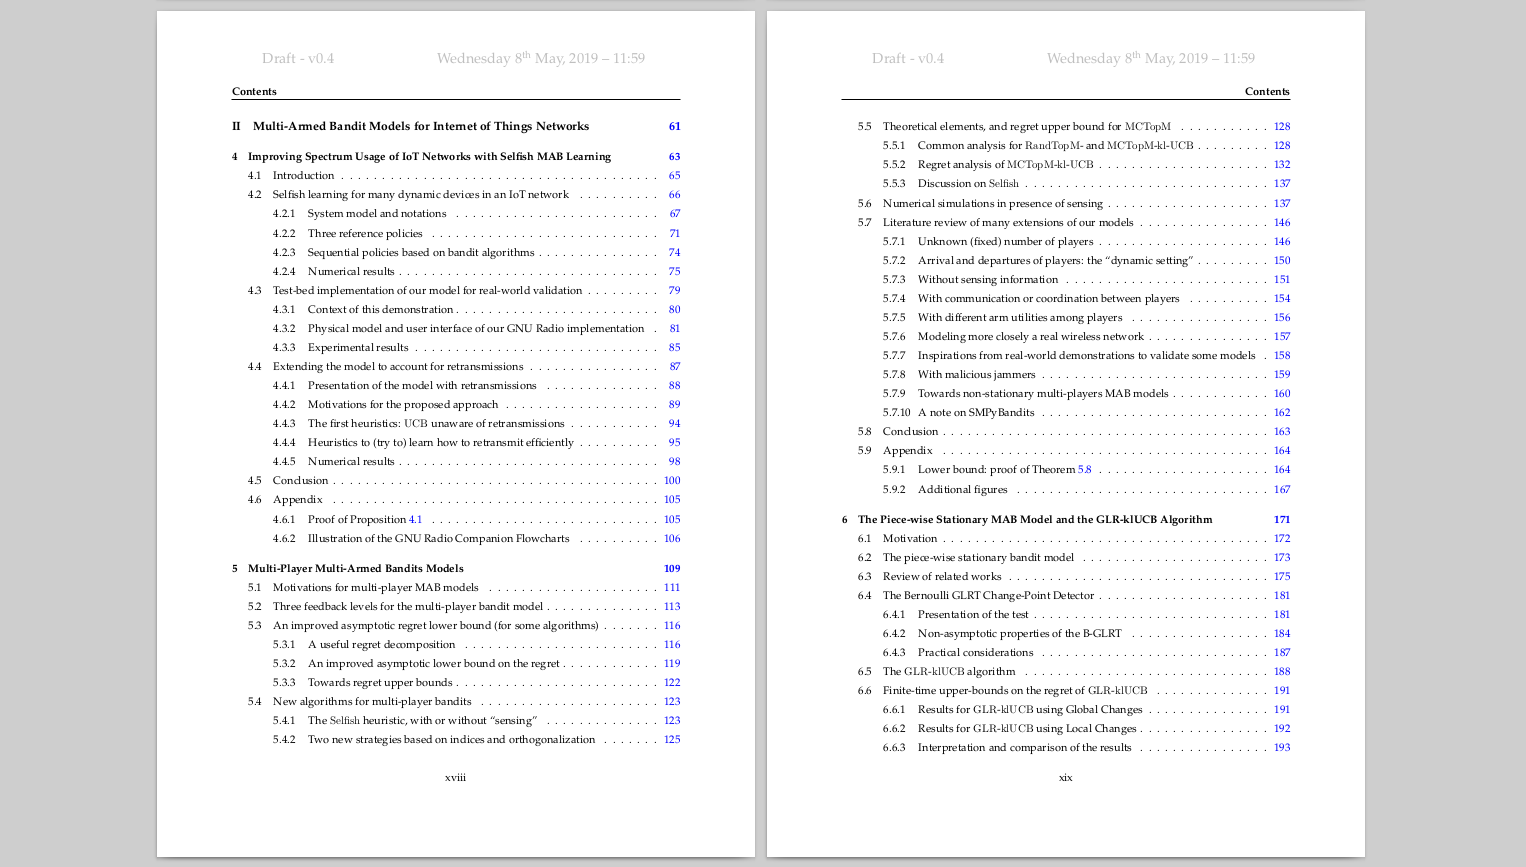 Draft - v0.4 Wednesday 8th May, 2019 – 11:59
Contents
II Multi-Armed Bandit Models for Internet of Things Networks 61
4 Improving Spectrum Usage of IoT Networks with Selfish MAB Learning 63
4.1 Introduction . . . . . . . . . . . . . . . . . . . . . . . . . . . . . . . . . . . . . 65
4.2 Selfish learning for many dynamic devices in an IoT network . . . . . . . . . . 66
4.2.1 System model and notations . . . . . . . . . . . . . . . . . . . . . . . . 67
4.2.2 Three reference policies . . . . . . . . . . . . . . . . . . . . . . . . . . . 71
4.2.3 Sequential policies based on bandit algorithms . . . . . . . . . . . . . . 74
4.2.4 Numerical results . . . . . . . . . . . . . . . . . . . . . . . . . . . . . . 75
4.3 Test-bed implementation of our model for real-world validation . . . . . . . . . 79
4.3.1 Context of this demonstration . . . . . . . . . . . . . . . . . . . . . . . . 80
4.3.2 Physical model and user interface of our GNU Radio implementation . 81
4.3.3 Experimental results . . . . . . . . . . . . . . . . . . . . . . . . . . . . . 85
4.4 Extending the model to account for retransmissions . . . . . . . . . . . . . . . 87
4.4.1 Presentation of the model with retransmissions . . . . . . . . . . . . . 88
4.4.2 Motivations for the proposed approach . . . . . . . . . . . . . . . . . . 89
4.4.3 The first heuristics: UCB unaware of retransmissions . . . . . . . . . . . 94
4.4.4 Heuristics to (try to) learn how to retransmit efficiently . . . . . . . . . 95
4.4.5 Numerical results . . . . . . . . . . . . . . . . . . . . . . . . . . . . . . 98
4.5 Conclusion . . . . . . . . . . . . . . . . . . . . . . . . . . . . . . . . . . . . . . 100
4.6 Appendix . . . . . . . . . . . . . . . . . . . . . . . . . . . . . . . . . . . . . . 105
4.6.1 Proof of Proposition 4.1 . . . . . . . . . . . . . . . . . . . . . . . . . . . 105
4.6.2 Illustration of the GNU Radio Companion Flowcharts . . . . . . . . . . 106
5 Multi-Player Multi-Armed Bandits Models 109
5.1 Motivations for multi-player MAB models . . . . . . . . . . . . . . . . . . . . 111
5.2 Three feedback levels for the multi-player bandit model . . . . . . . . . . . . . 113
5.3 An improved asymptotic regret lower bound (for some algorithms) . . . . . . . 116
5.3.1 A useful regret decomposition . . . . . . . . . . . . . . . . . . . . . . . 116
5.3.2 An improved asymptotic lower bound on the regret . . . . . . . . . . . . 119
5.3.3 Towards regret upper bounds . . . . . . . . . . . . . . . . . . . . . . . . 122
5.4 New algorithms for multi-player bandits . . . . . . . . . . . . . . . . . . . . . 123
5.4.1 The Selfish heuristic, with or without “sensing” . . . . . . . . . . . . . . 123
5.4.2 Two new strategies based on indices and orthogonalization . . . . . . . 125
xviii
Draft - v0.4 Wednesday 8th May, 2019 – 11:59
Contents
5.5 Theoretical elements, and regret upper bound for MCTopM . . . . . . . . . . . 128
5.5.1 Common analysis for RandTopM- and MCTopM-kl-UCB . . . . . . . . . 128
5.5.2 Regret analysis of MCTopM-kl-UCB . . . . . . . . . . . . . . . . . . . . 132
5.5.3 Discussion on Selfish . . . . . . . . . . . . . . . . . . . . . . . . . . . . . 137
5.6 Numerical simulations in presence of sensing . . . . . . . . . . . . . . . . . . . 137
5.7 Literature review of many extensions of our models . . . . . . . . . . . . . . . 146
5.7.1 Unknown (fixed) number of players . . . . . . . . . . . . . . . . . . . . 146
5.7.2 Arrival and departures of players: the “dynamic setting” . . . . . . . . . 150
5.7.3 Without sensing information . . . . . . . . . . . . . . . . . . . . . . . . 151
5.7.4 With communication or coordination between players . . . . . . . . . . 154
5.7.5 With different arm utilities among players . . . . . . . . . . . . . . . . 156
5.7.6 Modeling more closely a real wireless network . . . . . . . . . . . . . . 157
5.7.7 Inspirations from real-world demonstrations to validate some models . 158
5.7.8 With malicious jammers . . . . . . . . . . . . . . . . . . . . . . . . . . . 159
5.7.9 Towards non-stationary multi-players MAB models . . . . . . . . . . . . 160
5.7.10 A note on SMPyBandits . . . . . . . . . . . . . . . . . . . . . . . . . . . 162
5.8 Conclusion . . . . . . . . . . . . . . . . . . . . . . . . . . . . . . . . . . . . . . 163
5.9 Appendix . . . . . . . . . . . . . . . . . . . . . . . . . . . . . . . . . . . . . . 164
5.9.1 Lower bound: proof of Theorem 5.8 . . . . . . . . . . . . . . . . . . . . 164
5.9.2 Additional figures . . . . . . . . . . . . . . . . . . . . . . . . . . . . . . 167
6 The Piece-wise Stationary MAB Model and the GLR-klUCB Algorithm 171
6.1 Motivation . . . . . . . . . . . . . . . . . . . . . . . . . . . . . . . . . . . . . . 172
6.2 The piece-wise stationary bandit model . . . . . . . . . . . . . . . . . . . . . . 173
6.3 Review of related works . . . . . . . . . . . . . . . . . . . . . . . . . . . . . . . 175
6.4 The Bernoulli GLRT Change-Point Detector . . . . . . . . . . . . . . . . . . . . 181
6.4.1 Presentation of the test . . . . . . . . . . . . . . . . . . . . . . . . . . . . 181
6.4.2 Non-asymptotic properties of the B-GLRT . . . . . . . . . . . . . . . . 184
6.4.3 Practical considerations . . . . . . . . . . . . . . . . . . . . . . . . . . . 187
6.5 The GLR-klUCB algorithm . . . . . . . . . . . . . . . . . . . . . . . . . . . . . 188
6.6 Finite-time upper-bounds on the regret of GLR-klUCB . . . . . . . . . . . . . 191
6.6.1 Results for GLR-klUCB using Global Changes . . . . . . . . . . . . . . 191
6.6.2 Results for GLR-klUCB using Local Changes . . . . . . . . . . . . . . . 192
6.6.3 Interpretation and comparison of the results . . . . . . . . . . . . . . . 193
xix